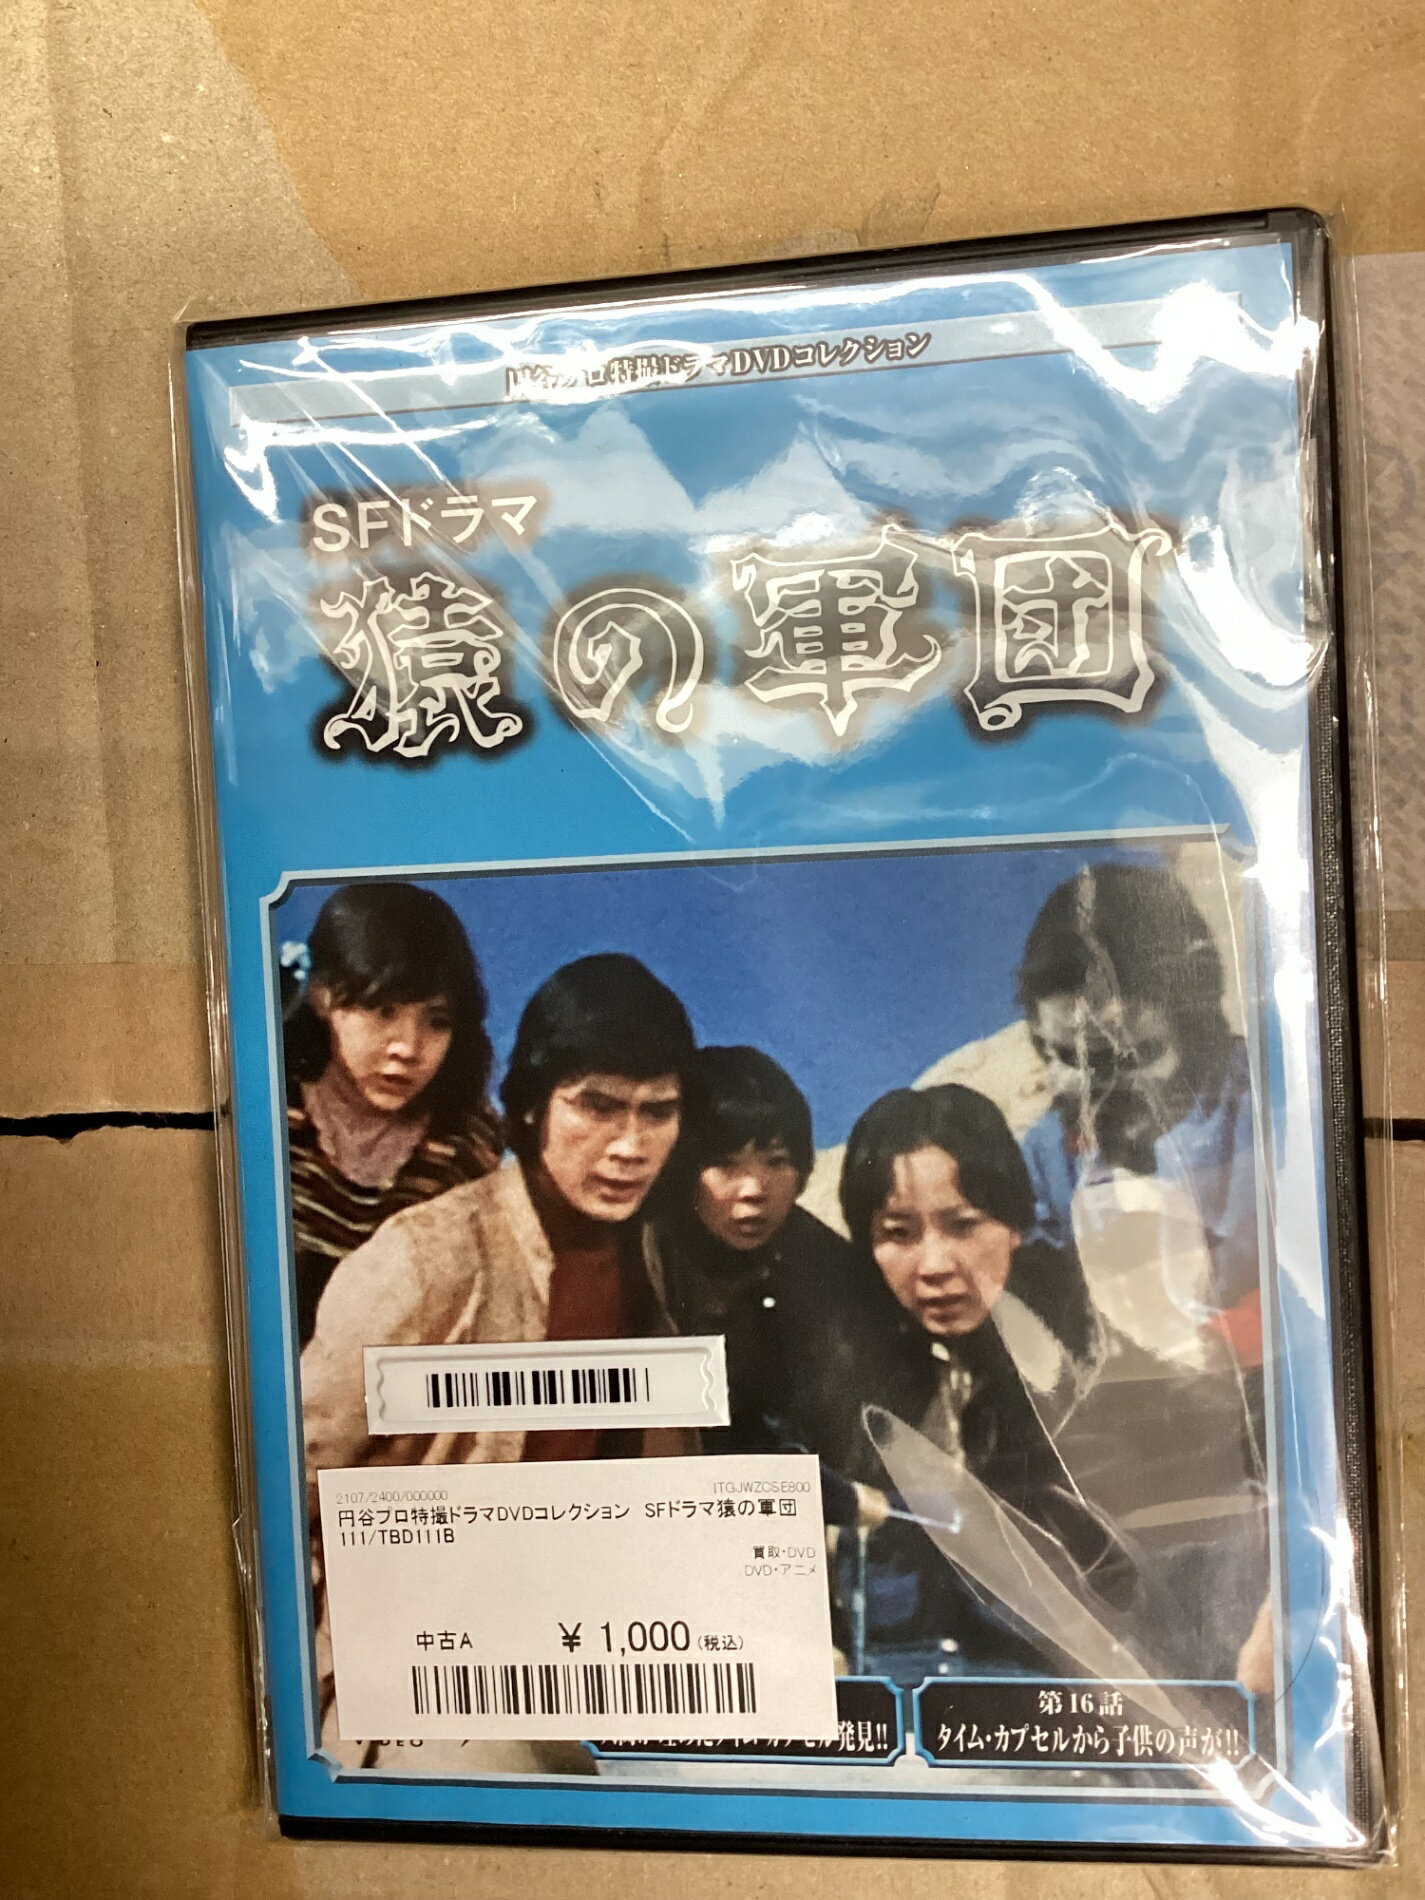 円谷プロ特撮ドラマDVDコレクション
SFドラマ
猿の軍団
2107/2400/000000 ITGJWZCSE800
円谷プロ特撮ドラマDVDコレクション SFドラマ猿の軍団
111/TBD111B
買取・DVD
DVD・アニメ
中古A ¥ 1,000(税込)
発見!!
第16話
タイム・カプセルから子供の声が!!